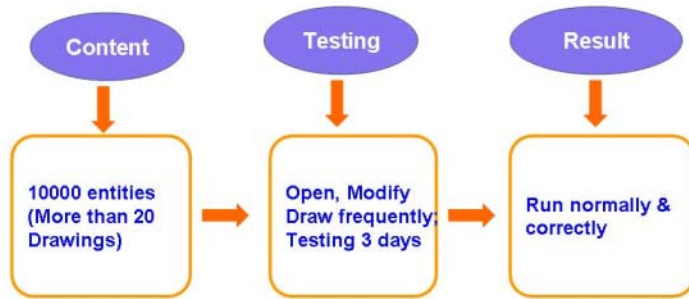 Content
Testing
Result
10000 entities
(More than 20
Drawings)
Open, Modify
Draw frequently;
Testing 3 days
Run normally &
correctly